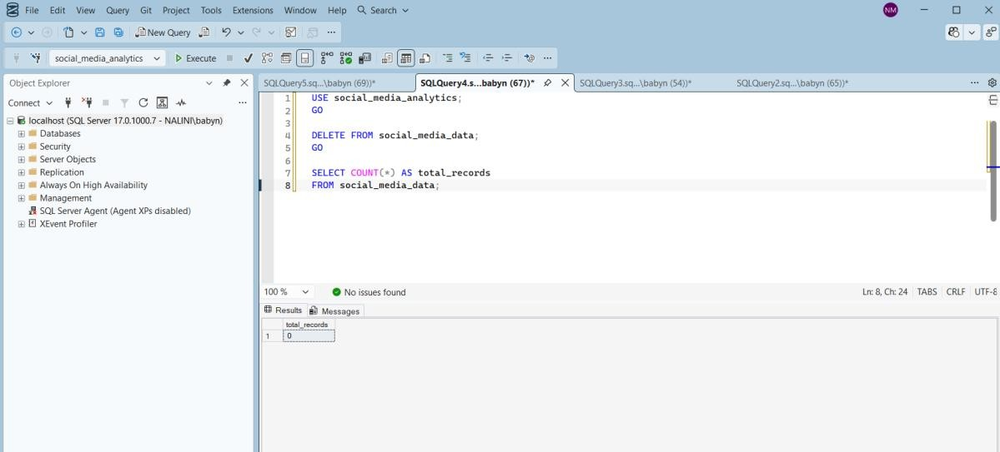 File Edit View Query Git Project Tools Extensions Window Help Search NM
New Query
social_media_analytics Execute
Object Explorer
SQLQuery5.sq...\babyn (69))* SQLQuery4.s...babyn (67))* SQLQuery3.sq...\babyn (54))* SQLQuery2.sq...\babyn (65))*
Connect
localhost (SQL Server 17.0.1000.7 - NALINI\babyn)
Databases
Security
Server Objects
Replication
Always On High Availability
Management
SQL Server Agent (Agent XPs disabled)
XEvent Profiler
1 USE social_media_analytics;
2 GO
3
4 DELETE FROM social_media_data;
5 GO
6
7 SELECT COUNT(*) AS total_records
8 FROM social_media_data;
100 % No issues found Ln: 8, Ch: 24 TABS CRLF UTF-8
Results Messages
total_records
1 0